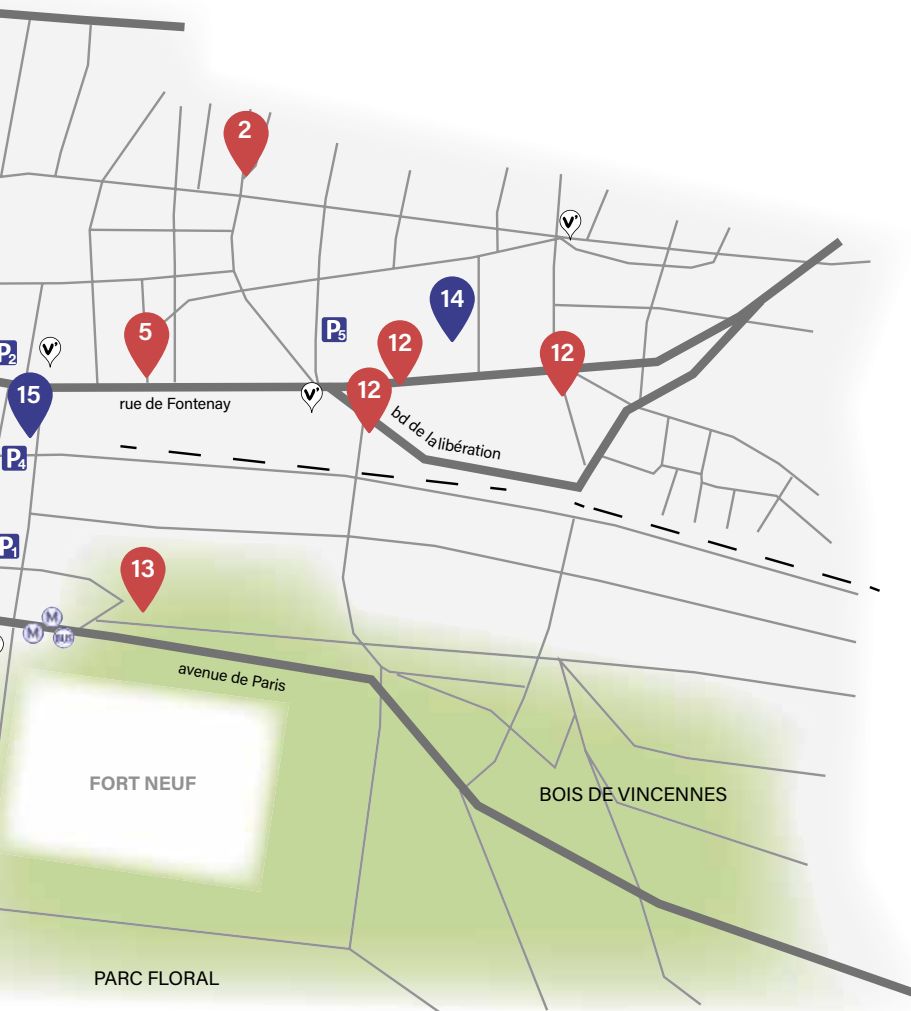 2
V'
14
5
P5
12
12
P2
V'
15
V'
12
rue de Fontenay
bd de la libération
P4
P1
13
M
M
BUS
avenue de Paris
FORT NEUF
BOIS DE VINCENNES
PARC FLORAL